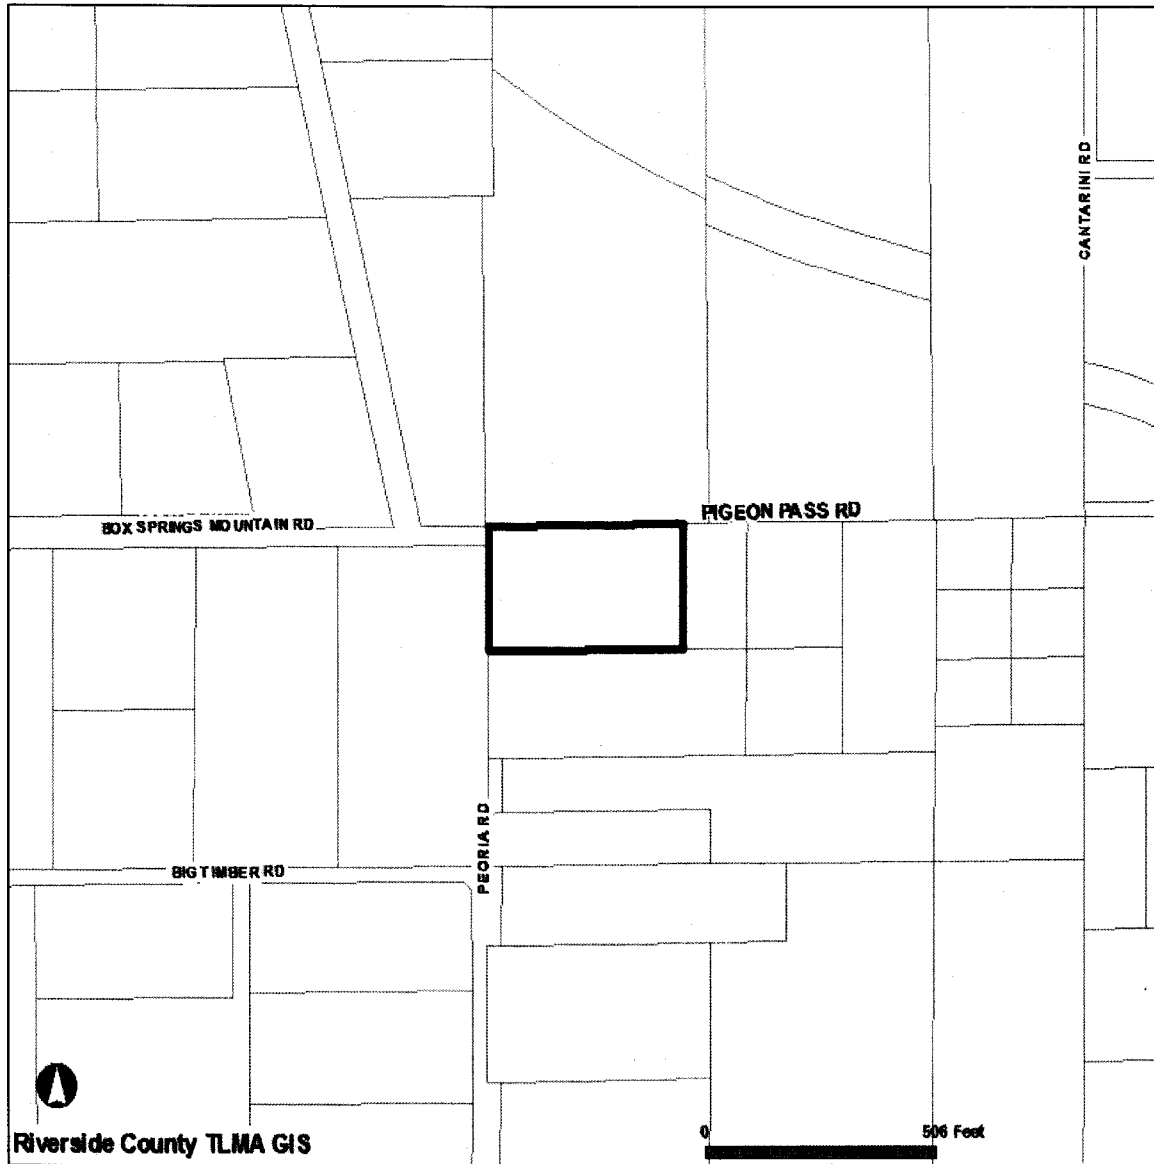 CANTARINI RD
PIGEON PASS RD
BOX SPRINGS MOUNTAIN RD
PEORIA RD
BIG TIMBER RD
Riverside County TLMA GIS
0 506 Feet